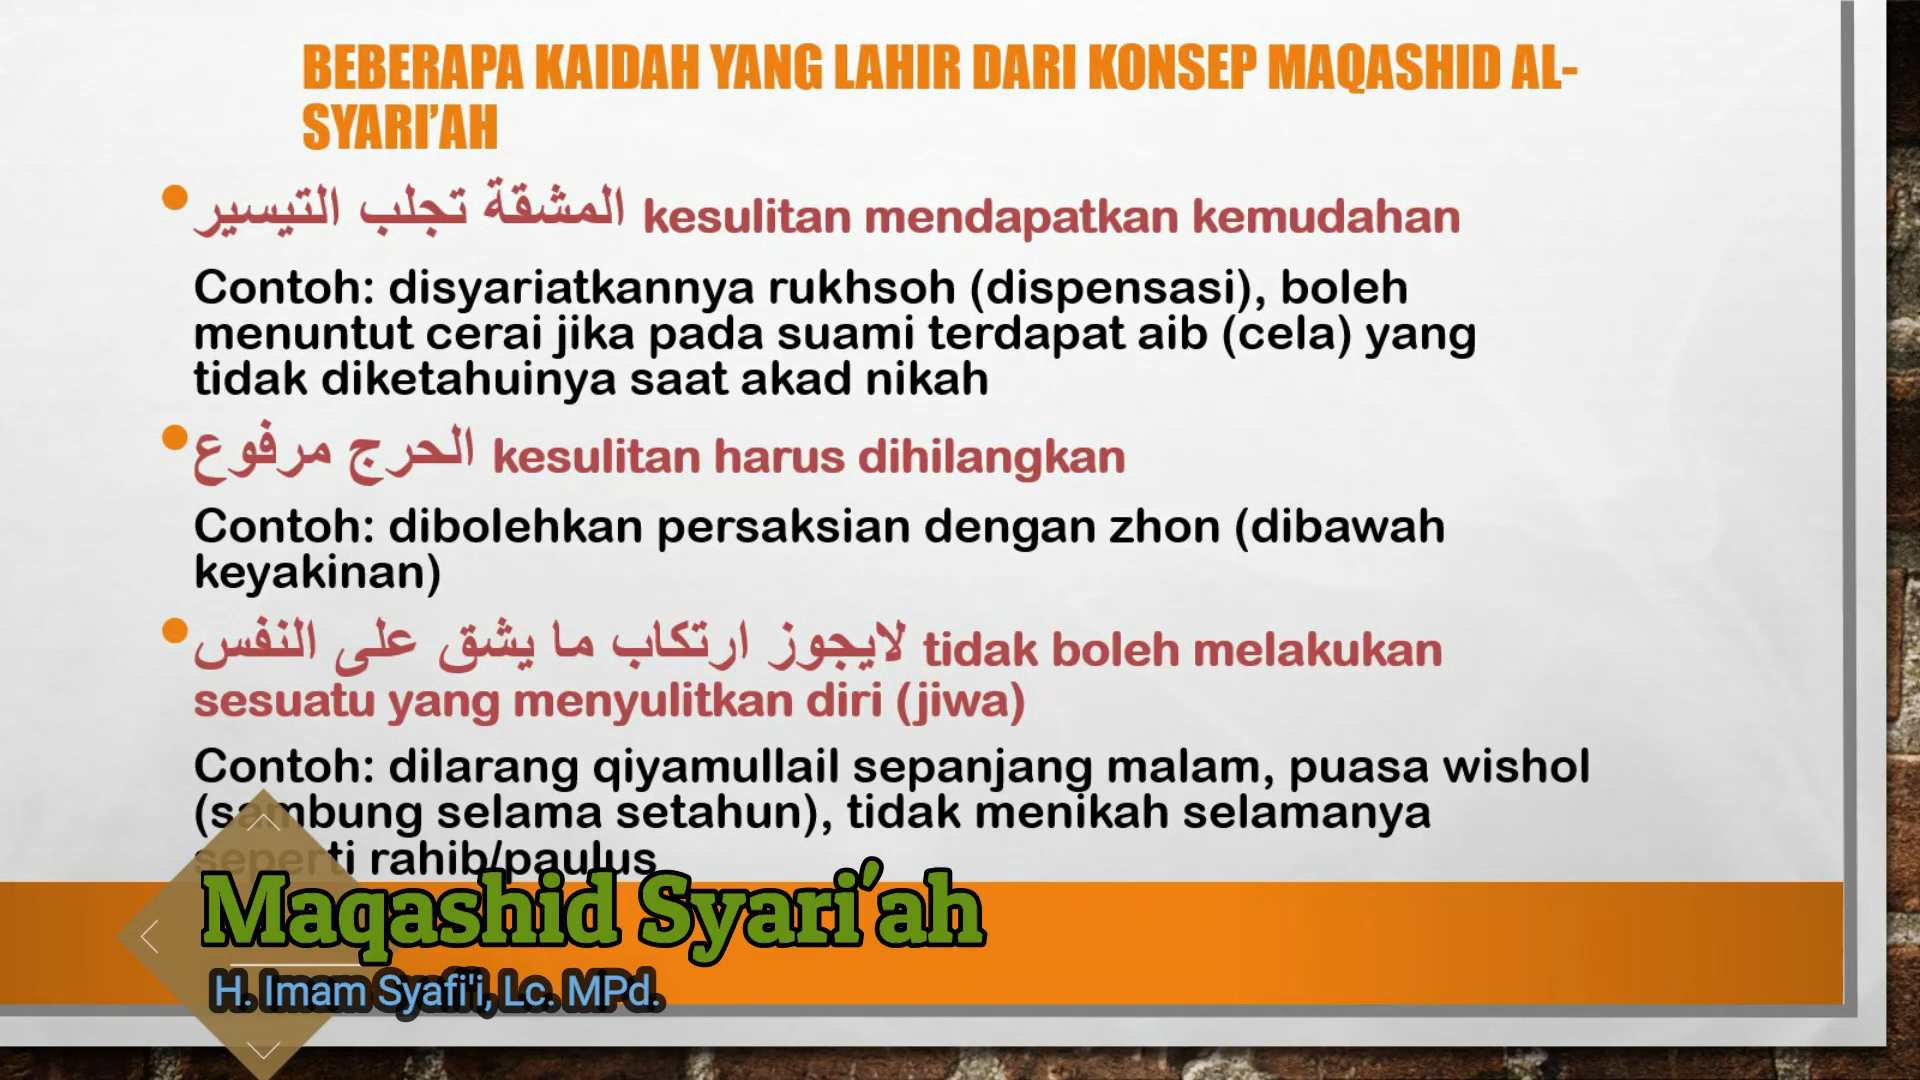 BEBERAPA KAIDAH YANG LAHIR DARI KONSEP MAQASHID AL-
SYARI’AH
المشقة تجلب التيسير kesulitan mendapatkan kemudahan
Contoh: disyariatkannya rukhsoh (dispensasi), boleh
menuntut cerai jika pada suami terdapat aib (cela) yang
tidak diketahuinya saat akad nikah
الحرج مرفوع kesulitan harus dihilangkan
Contoh: dibolehkan persaksian dengan zhon (dibawah
keyakinan)
لايجوز ارتكاب ما يشق على النفس tidak boleh melakukan
sesuatu yang menyulitkan diri (jiwa)
Contoh: dilarang qiyamullail sepanjang malam, puasa wishol
(sambung selama setahun), tidak menikah selamanya
seperti rahib/paulus
Maqashid Syari'ah
H. Imam Syafi'i, Lc. MPd.